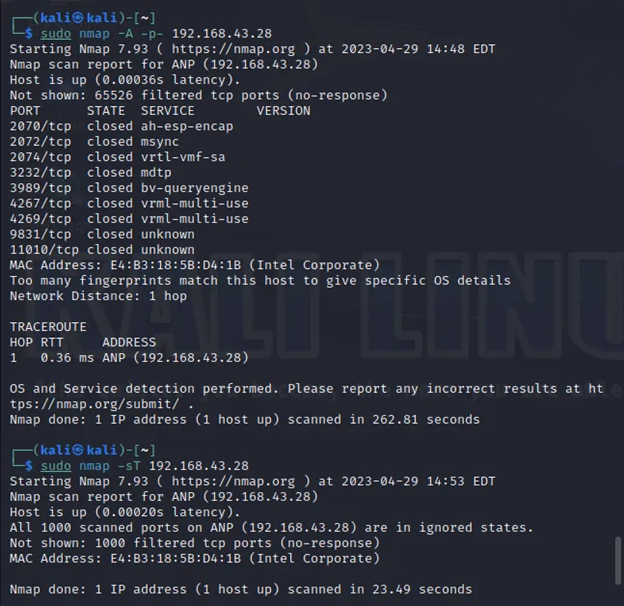 ┌──(kali㉿kali)-[~]
└─$ sudo nmap -A -p- 192.168.43.28
Starting Nmap 7.93 ( https://nmap.org ) at 2023-04-29 14:48 EDT
Nmap scan report for ANP (192.168.43.28)
Host is up (0.00036s latency).
Not shown: 65526 filtered tcp ports (no-response)
PORT      STATE  SERVICE        VERSION
2070/tcp  closed ah-esp-encap
2072/tcp  closed msync
2074/tcp  closed vrtl-vmf-sa
3232/tcp  closed mdtp
3989/tcp  closed bv-queryengine
4267/tcp  closed vrml-multi-use
4269/tcp  closed vrml-multi-use
9831/tcp  closed unknown
11010/tcp closed unknown
MAC Address: E4:B3:18:5B:D4:1B (Intel Corporate)
Too many fingerprints match this host to give specific OS details
Network Distance: 1 hop

TRACEROUTE
HOP RTT     ADDRESS
1   0.36 ms ANP (192.168.43.28)

OS and Service detection performed. Please report any incorrect results at ht
tps://nmap.org/submit/ .
Nmap done: 1 IP address (1 host up) scanned in 262.81 seconds

┌──(kali㉿kali)-[~]
└─$ sudo nmap -sT 192.168.43.28
Starting Nmap 7.93 ( https://nmap.org ) at 2023-04-29 14:53 EDT
Nmap scan report for ANP (192.168.43.28)
Host is up (0.00020s latency).
All 1000 scanned ports on ANP (192.168.43.28) are in ignored states.
Not shown: 1000 filtered tcp ports (no-response)
MAC Address: E4:B3:18:5B:D4:1B (Intel Corporate)

Nmap done: 1 IP address (1 host up) scanned in 23.49 seconds
KALI LINU